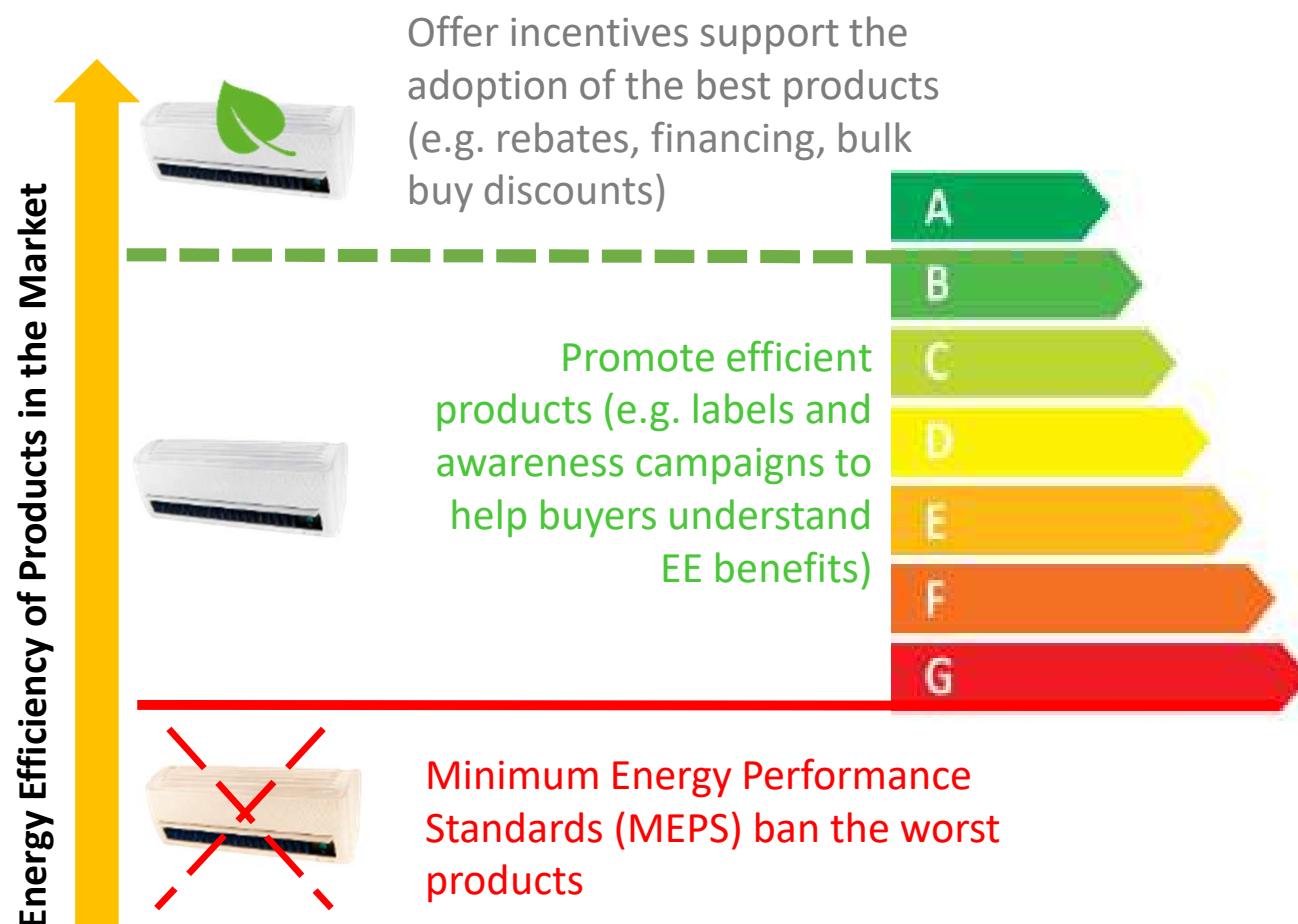 Offer incentives support the
adoption of the best products
(e.g. rebates, financing, bulk
buy discounts)
Energy Efficiency of Products in the Market
A
B
C
D
E
F
G
Promote efficient
products (e.g. labels and
awareness campaigns to
help buyers understand
EE benefits)
Minimum Energy Performance
Standards (MEPS) ban the worst
products